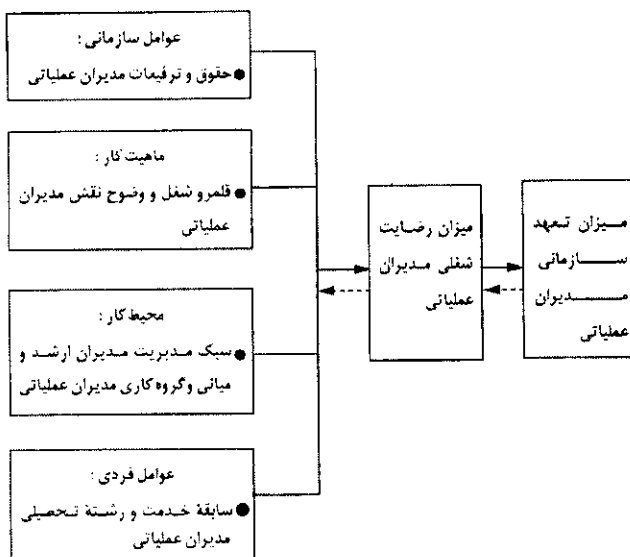 عوامل سازمانی:
● حقوق و ترفیعات مدیران عملیاتی
ماهیت کار:
● قلمرو شغل و وضوح نقش مدیران
عملیاتی
محیط کار:
● سبک مدیریت مدیران ارشد و
میانی و گروه کاری مدیران عملیاتی
عوامل فردی:
● سابقهٔ خدمت و رشتهٔ تحصیلی
مدیران عملیاتی
میزان رضایت
شغلی مدیران
عملیاتی
میزان تعهد
سازمانی
مدیران
عملیاتی